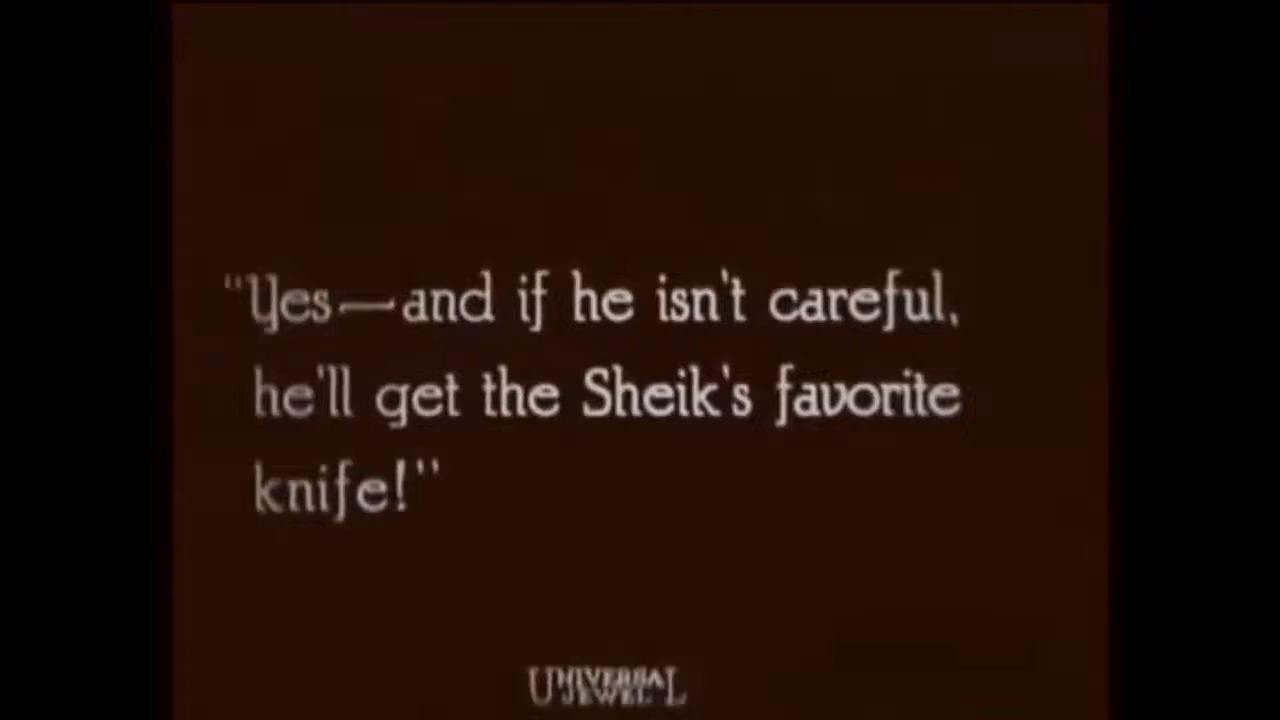 "Yes—and if he isn't careful,
he'll get the Sheik's favorite
knife!"
UNIVERSAL
JEWEL